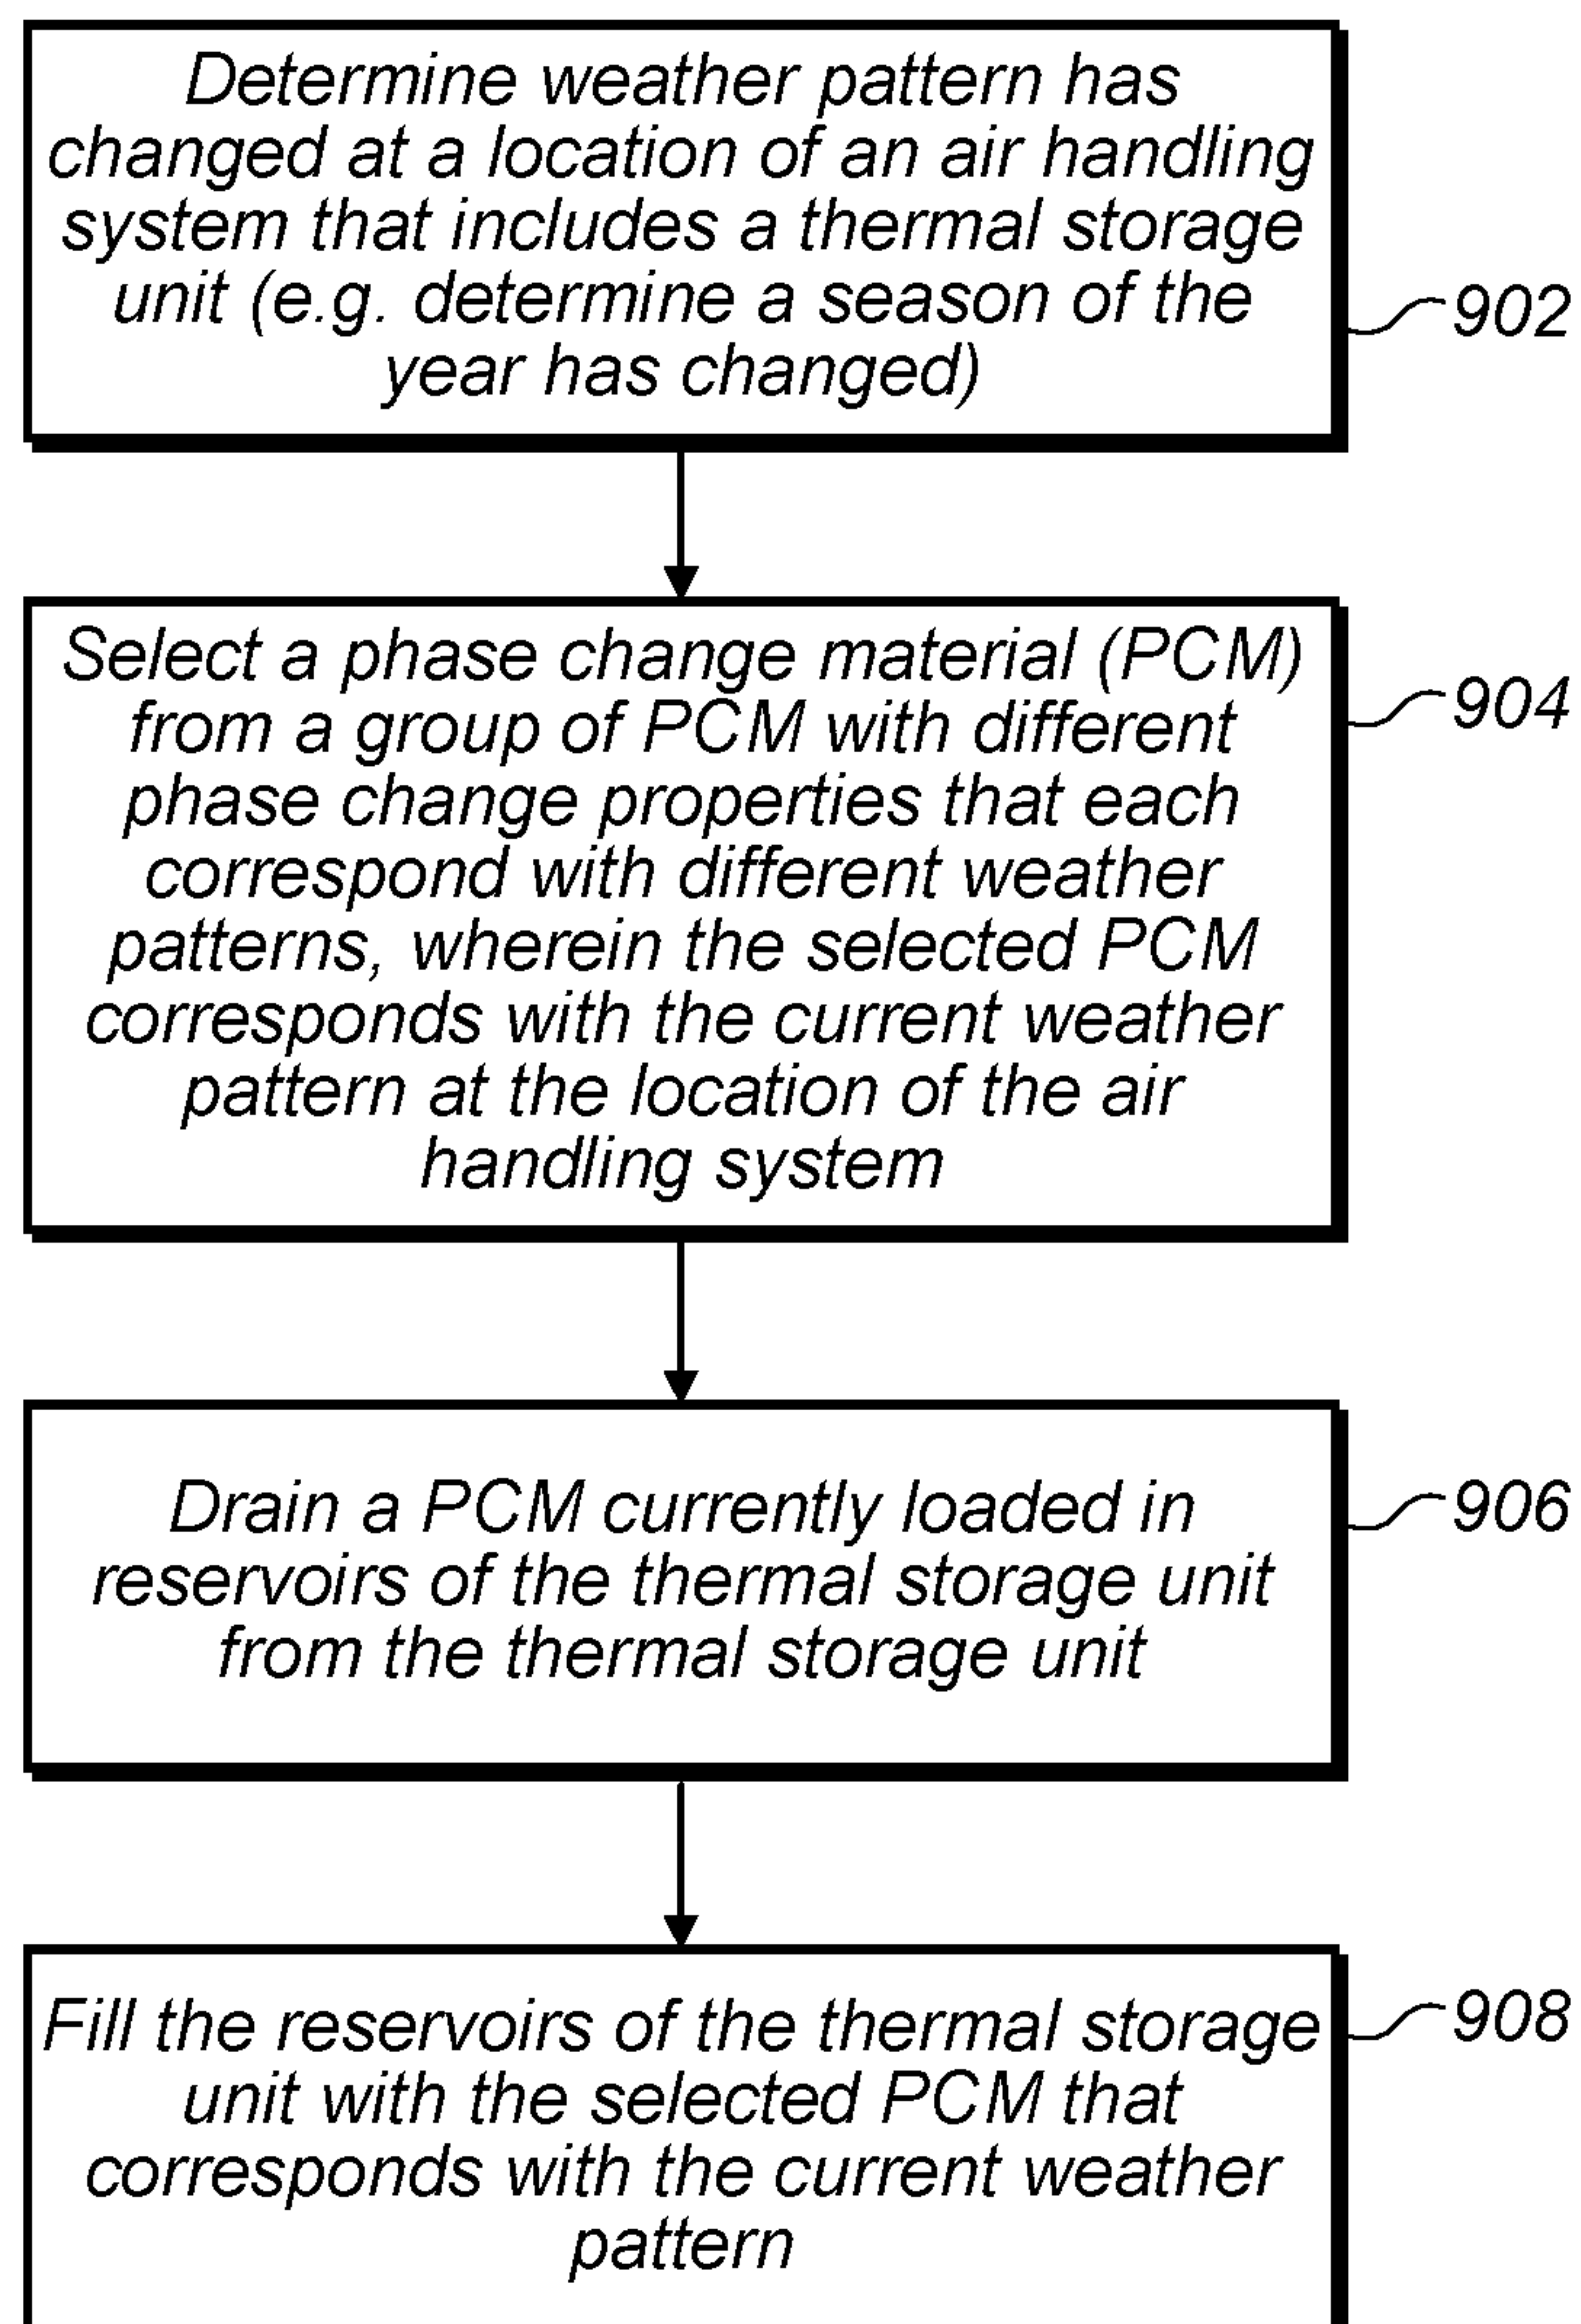 Determine weather pattern has
changed at a location of an air handling
system that includes a thermal storage
unit (e.g. determine a season of the
year has changed)
902
Select a phase change material (PCM)
from a group of PCM with different
phase change properties that each
correspond with different weather
patterns, wherein the selected PCM
corresponds with the current weather
pattern at the location of the air
handling system
904
Drain a PCM currently loaded in
reservoirs of the thermal storage unit
from the thermal storage unit
906
Fill the reservoirs of the thermal storage
unit with the selected PCM that
corresponds with the current weather
pattern
908